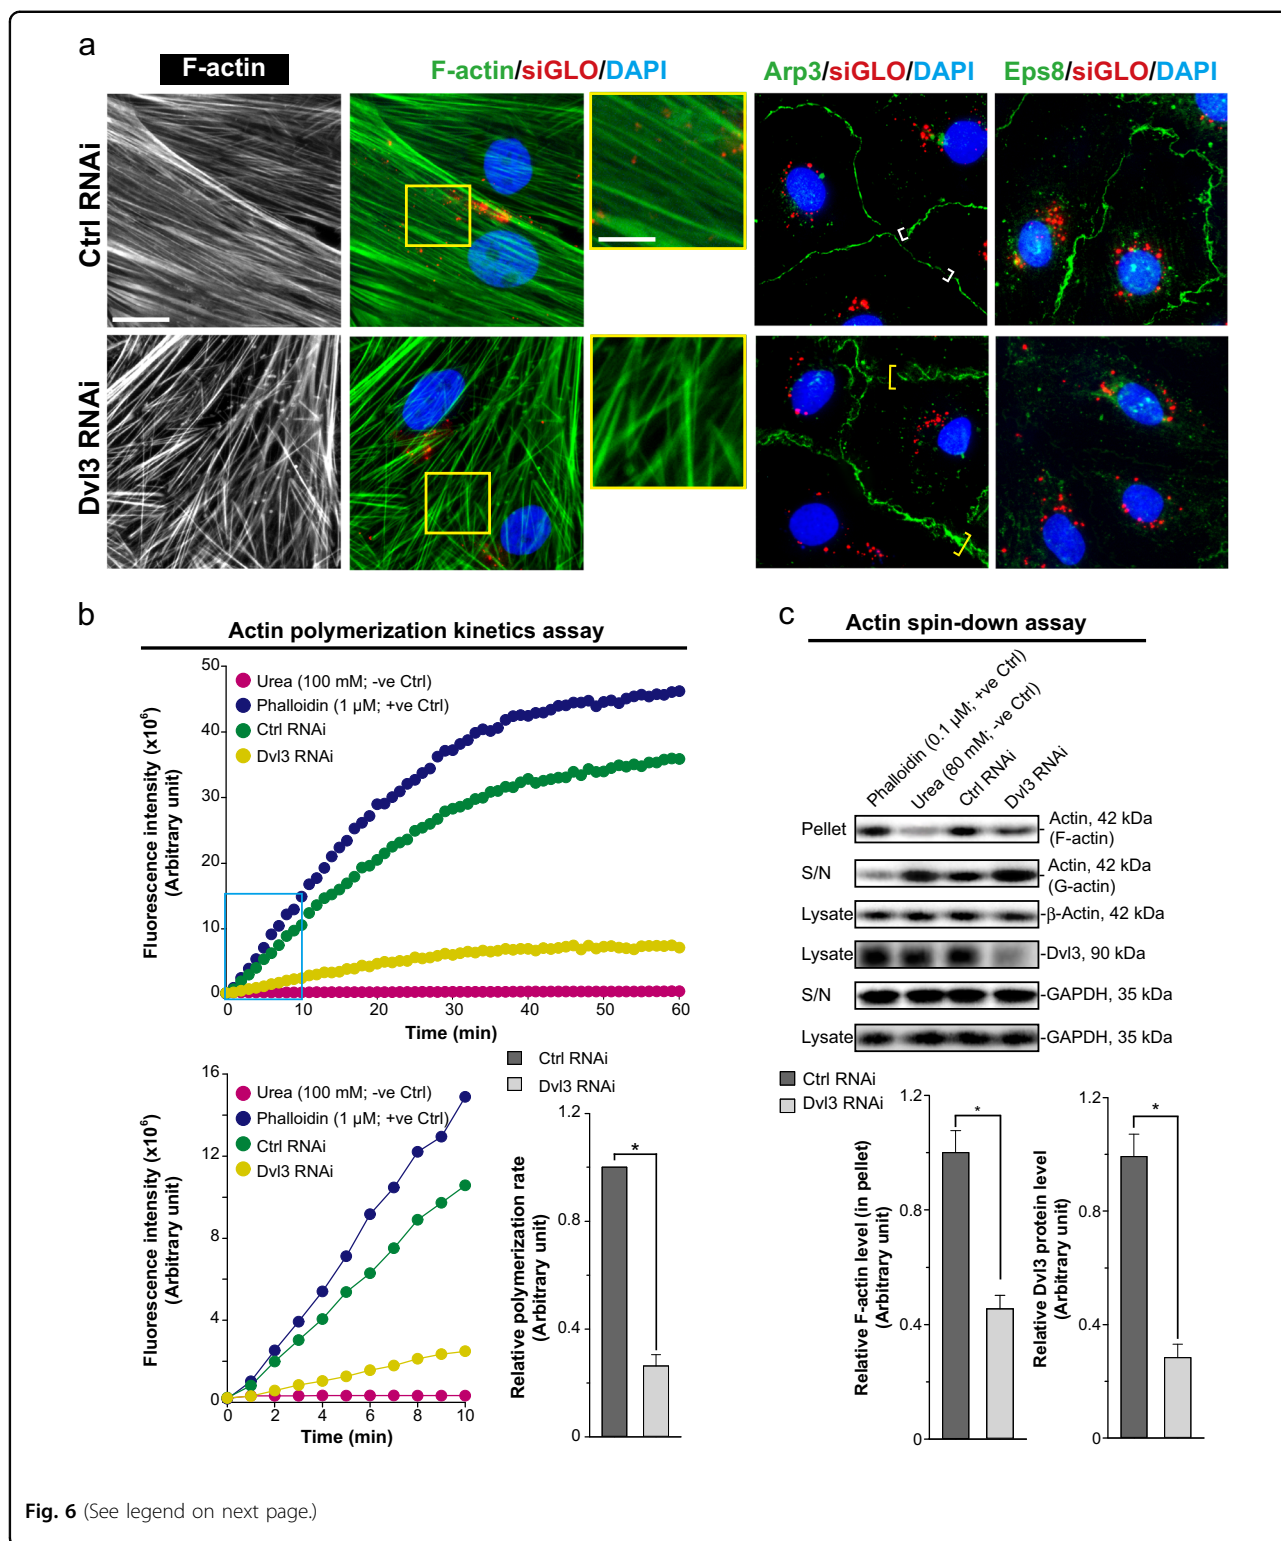 a
F-actin
F-actin/siGLO/DAPI
Arp3/siGLO/DAPI
Eps8/siGLO/DAPI
Ctrl RNAi
Dvl3 RNAi
b
Actin polymerization kinetics assay
Fluorescence intensity (x10⁶)
(Arbitrary unit)
50
40
30
20
10
0
Urea (100 mM; -ve Ctrl)
Phalloidin (1 µM; +ve Ctrl)
Ctrl RNAi
Dvl3 RNAi
0 10 20 30 40 50 60
Time (min)
Fluorescence intensity (x10⁶)
(Arbitrary unit)
16
12
8
4
0
Urea (100 mM; -ve Ctrl)
Phalloidin (1 µM; +ve Ctrl)
Ctrl RNAi
Dvl3 RNAi
0 2 4 6 8 10
Time (min)
Ctrl RNAi
Dvl3 RNAi
Relative polymerization rate
(Arbitrary unit)
1.2
0.8
0.4
0
*
c
Actin spin-down assay
Phalloidin (0.1 µM; +ve Ctrl)
Urea (80 mM; -ve Ctrl)
Ctrl RNAi
Dvl3 RNAi
Pellet
Actin, 42 kDa
(F-actin)
S/N
Actin, 42 kDa
(G-actin)
Lysate
-β-Actin, 42 kDa
Lysate
-Dvl3, 90 kDa
S/N
-GAPDH, 35 kDa
Lysate
-GAPDH, 35 kDa
Ctrl RNAi
Dvl3 RNAi
Relative F-actin level (in pellet)
(Arbitrary unit)
1.2
0.8
0.4
0
*
Relative Dvl3 protein level
(Arbitrary unit)
1.2
0.8
0.4
0
*
Fig. 6 (See legend on next page.)